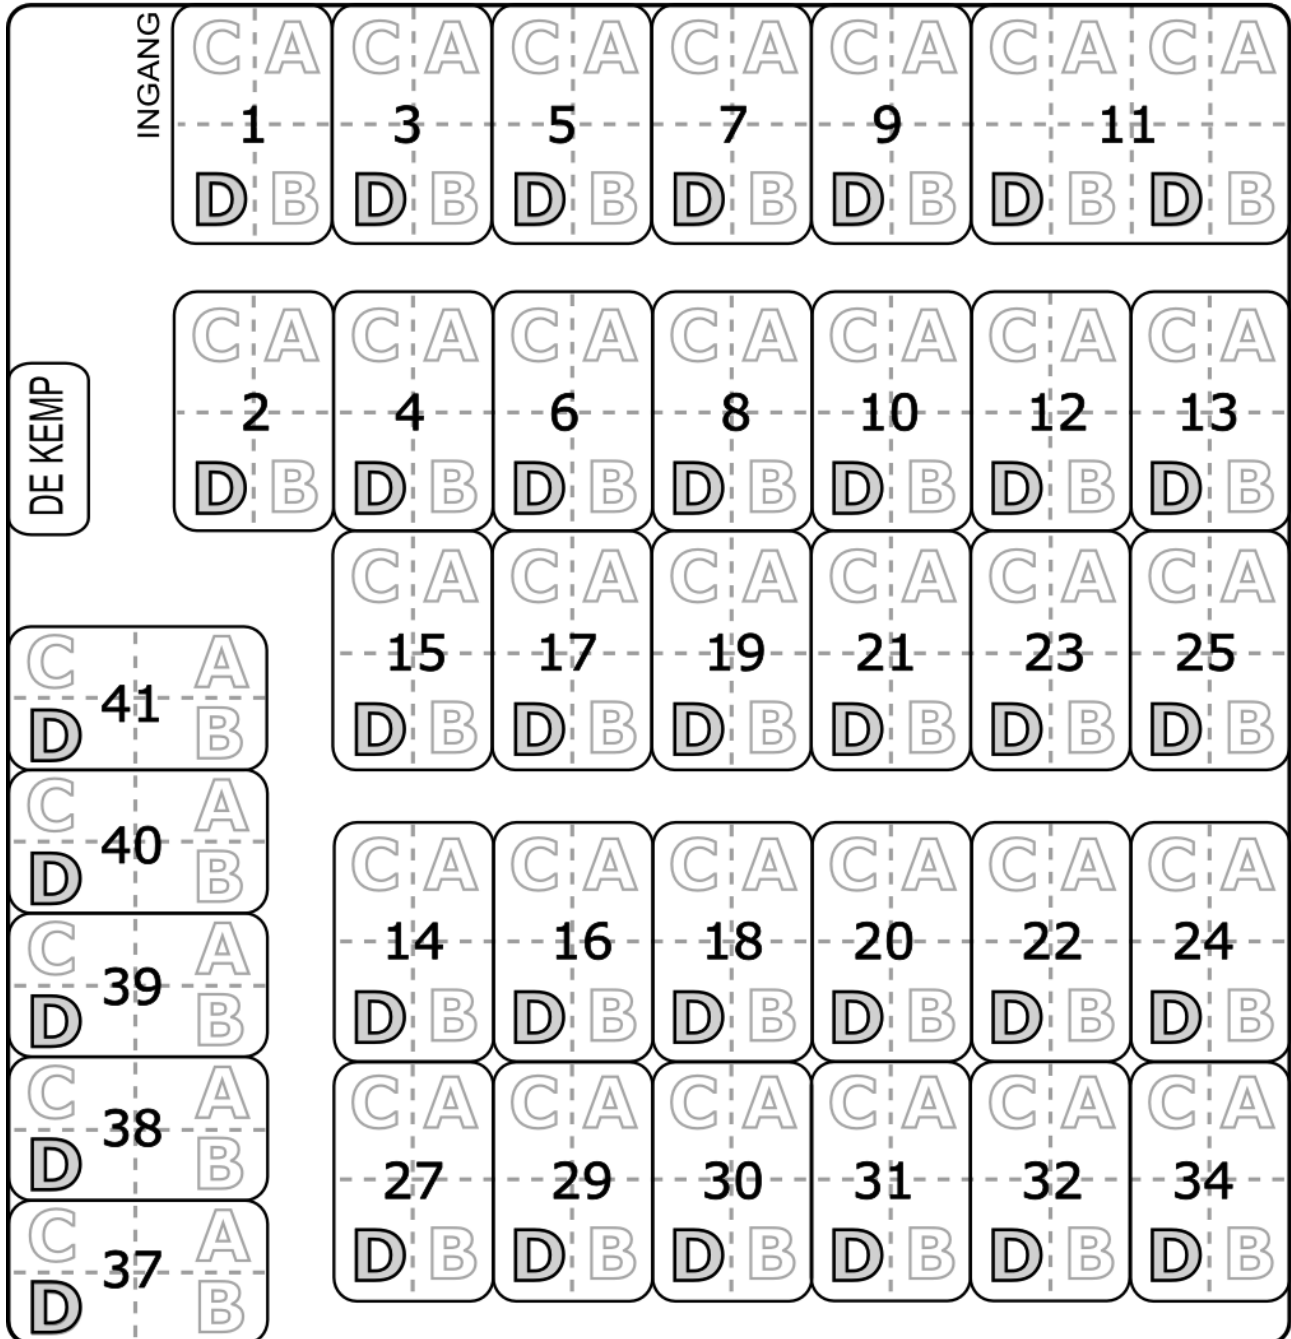 INGANG
C A C A C A C A C A C A C A
1 3 5 7 9 11
D B D B D B D B D B D B D B
C A C A C A C A C A C A C A
2 4 6 8 10 12 13
D B D B D B D B D B D B D B
DE KEMP
C A C A C A C A C A C A
15 17 19 21 23 25
D B D B D B D B D B D B
C A
41
D B
C A
40
D B
C A
39
D B
C A
38
D B
C A
37
D B
C A C A C A C A C A C A
14 16 18 20 22 24
D B D B D B D B D B D B
C A C A C A C A C A C A
27 29 30 31 32 34
D B D B D B D B D B D B